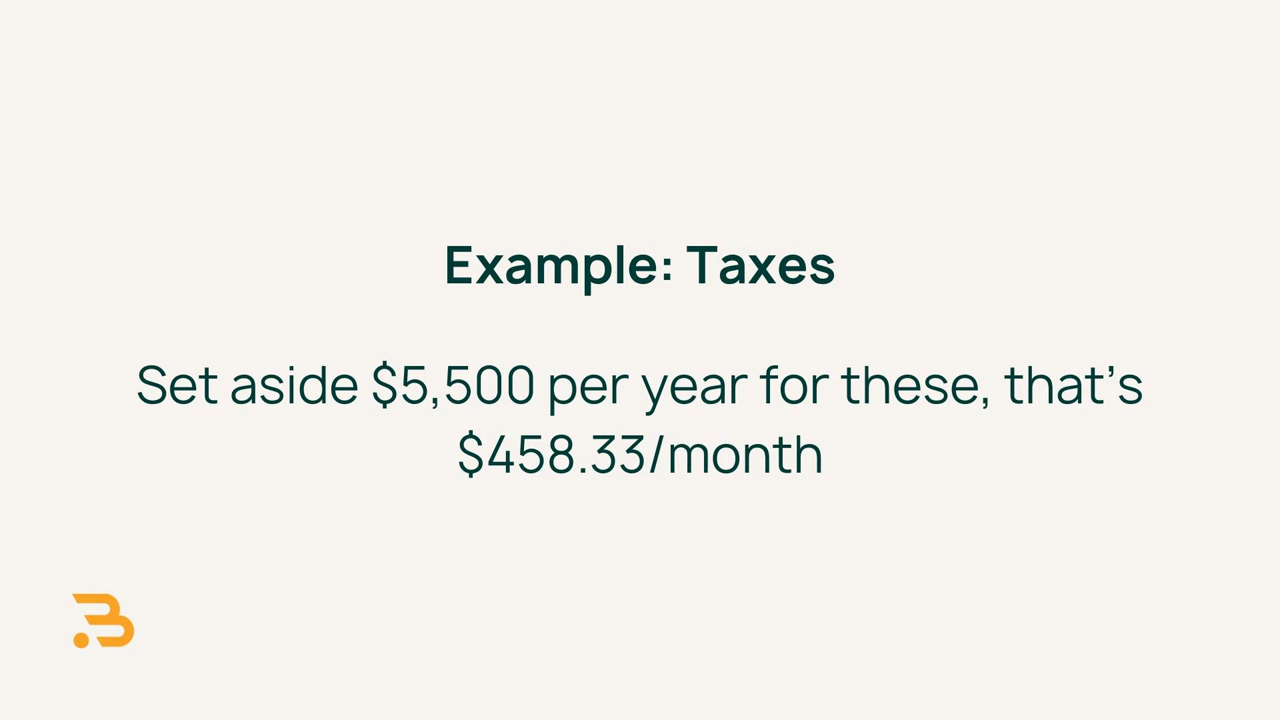 Example: Taxes
Set aside $5,500 per year for these, that’s
$458.33/month